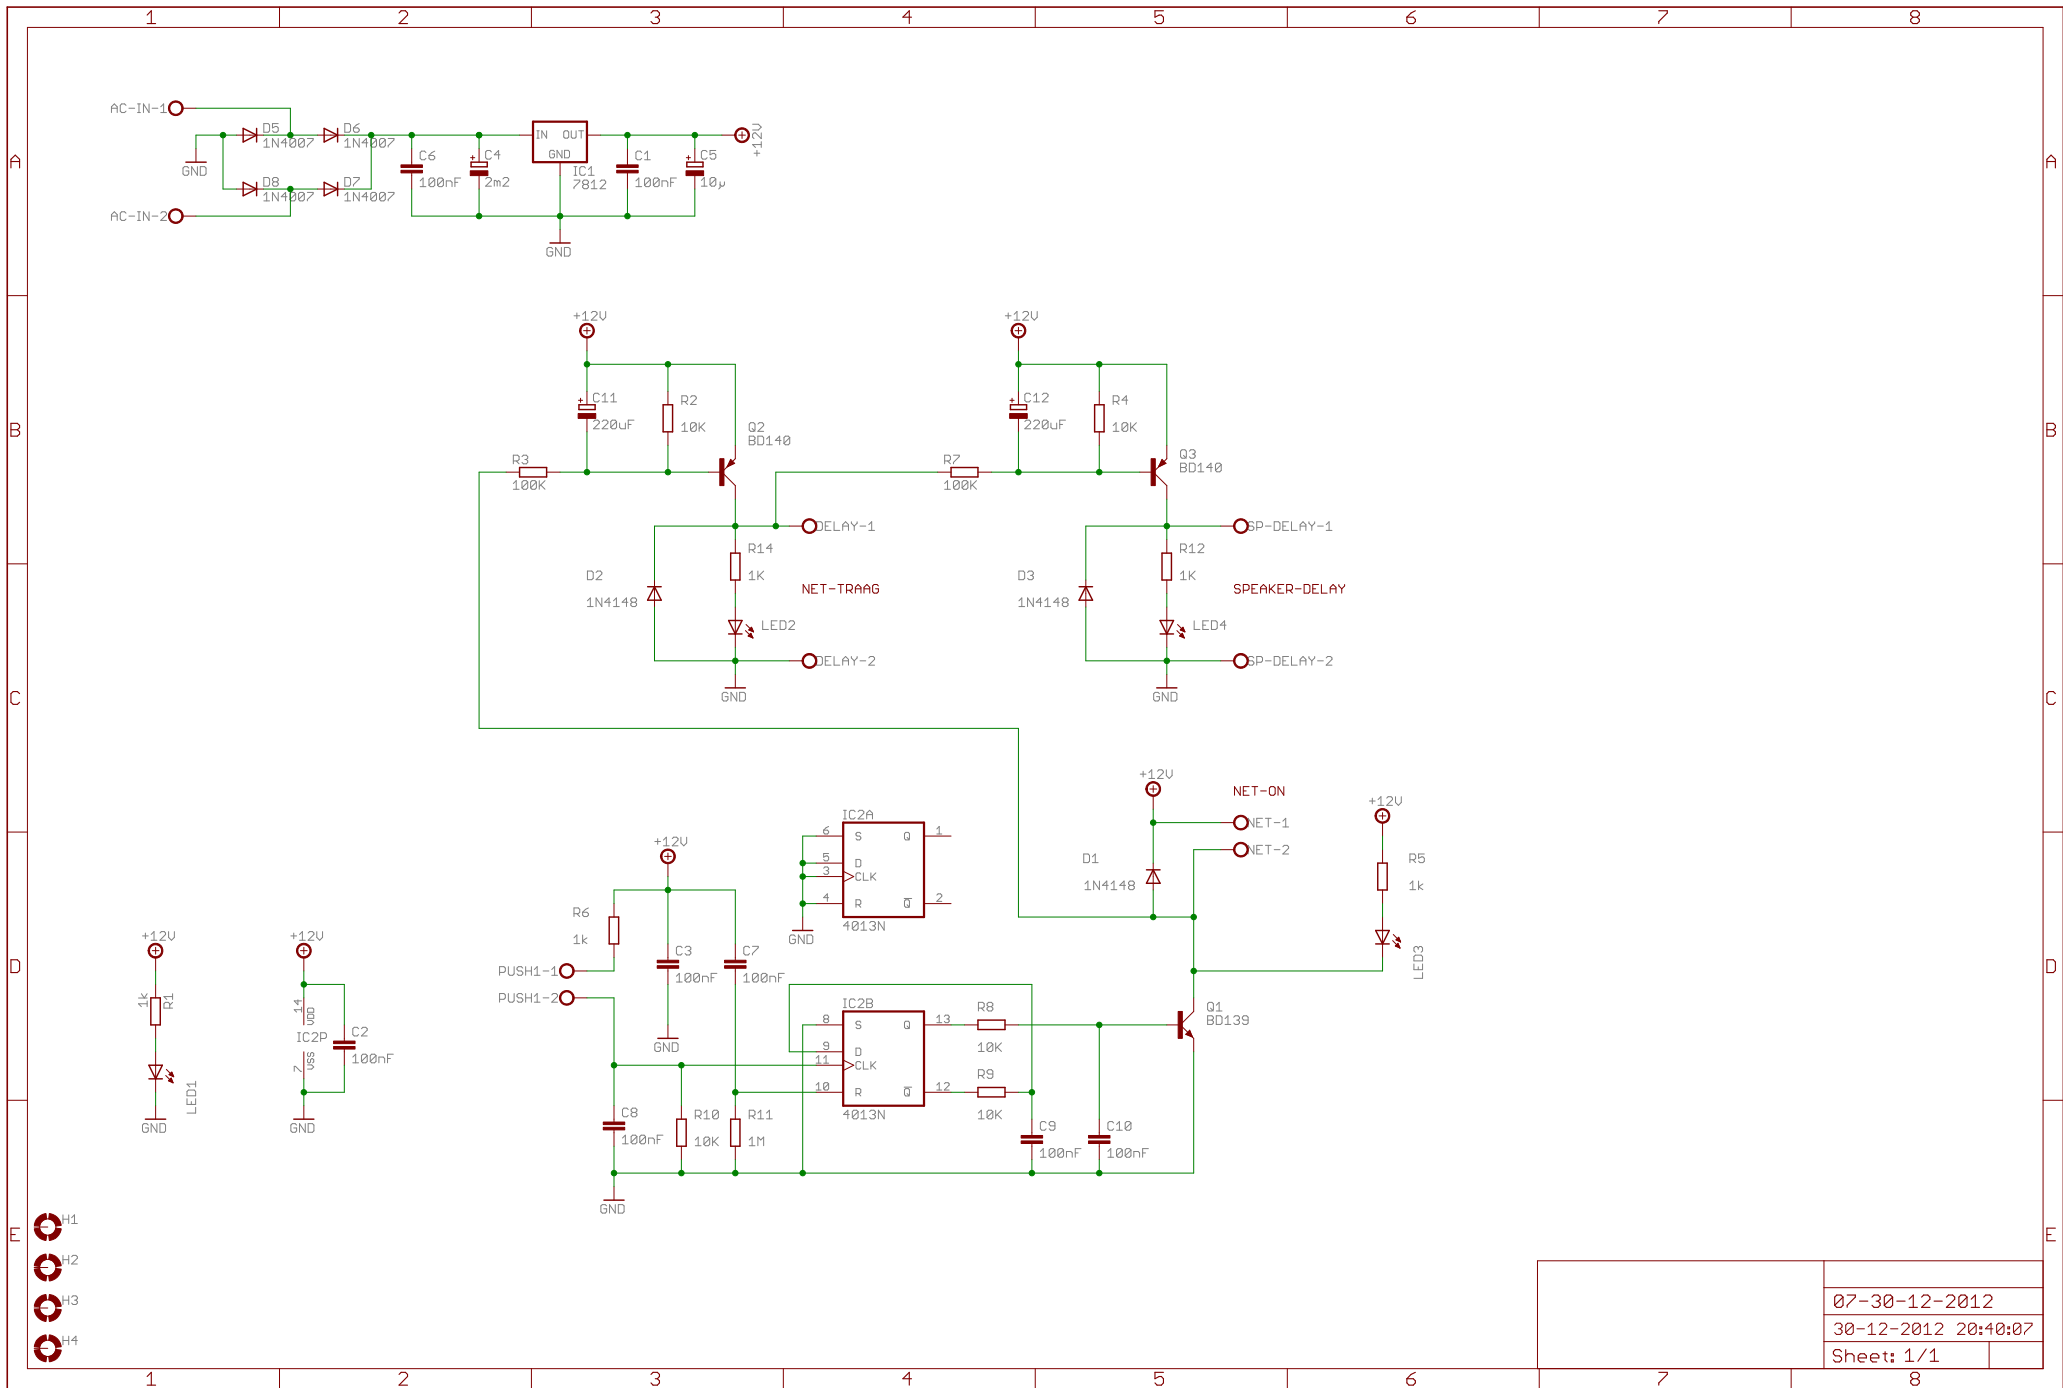 1 2 3 4 5 6 7 8
A A
B B
C C
D D
E E
AC-IN-1
D5
1N4007
D6
1N4007
GND
D8
1N4007
D7
1N4007
AC-IN-2
C6
100nF
C4
2m2
IN OUT
GND
IC1
7812
C1
100nF
C5
10µ
+12V
GND
+12V
C11
220uF
R2
10K
Q2
BD140
R3
100K
DELAY-1
R14
1K
D2
1N4148
NET-TRAAG
LED2
DELAY-2
GND
+12V
C12
220uF
R4
10K
Q3
BD140
R7
100K
SP-DELAY-1
R12
1K
D3
1N4148
SPEAKER-DELAY
LED4
SP-DELAY-2
GND
+12V
NET-ON
NET-1
NET-2
D1
1N4148
+12V
R5
1k
LED3
IC2A
6 S Q 1
5 D
3 CLK
4 R Q 2
4013N
GND
+12V
R6
1k
C3
100nF
C7
100nF
PUSH1-1
PUSH1-2
GND
IC2B
8 S Q 13
9 D
11 CLK
10 R Q 12
4013N
R8
10K
R9
10K
Q1
BD139
C8
100nF
R10
10K
R11
1M
C9
100nF
C10
100nF
GND
+12V
1k
R1
LED1
GND
+12V
14
VDD
IC2P
7
VSS
C2
100nF
GND
H1
H2
H3
H4
07-30-12-2012
30-12-2012 20:40:07
Sheet: 1/1
1 2 3 4 5 6 7 8